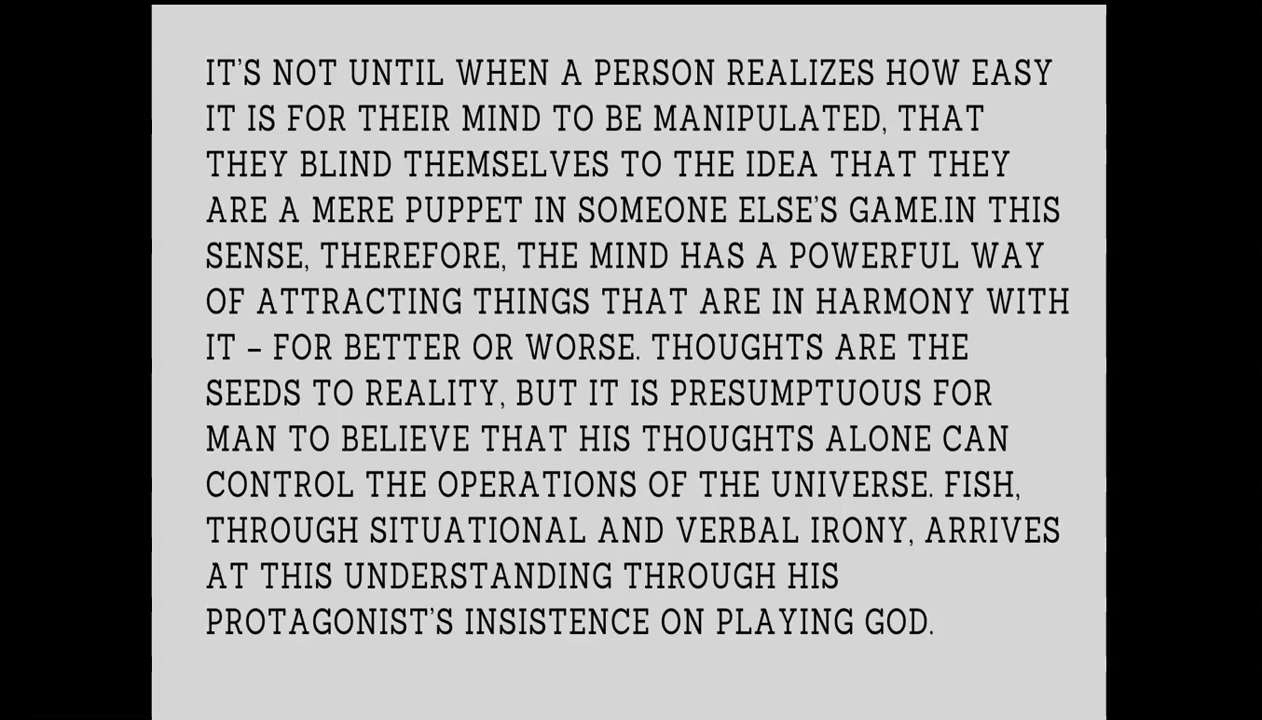 IT’S NOT UNTIL WHEN A PERSON REALIZES HOW EASY
IT IS FOR THEIR MIND TO BE MANIPULATED, THAT
THEY BLIND THEMSELVES TO THE IDEA THAT THEY
ARE A MERE PUPPET IN SOMEONE ELSE’S GAME.IN THIS
SENSE, THEREFORE, THE MIND HAS A POWERFUL WAY
OF ATTRACTING THINGS THAT ARE IN HARMONY WITH
IT – FOR BETTER OR WORSE. THOUGHTS ARE THE
SEEDS TO REALITY, BUT IT IS PRESUMPTUOUS FOR
MAN TO BELIEVE THAT HIS THOUGHTS ALONE CAN
CONTROL THE OPERATIONS OF THE UNIVERSE. FISH,
THROUGH SITUATIONAL AND VERBAL IRONY, ARRIVES
AT THIS UNDERSTANDING THROUGH HIS
PROTAGONIST’S INSISTENCE ON PLAYING GOD.